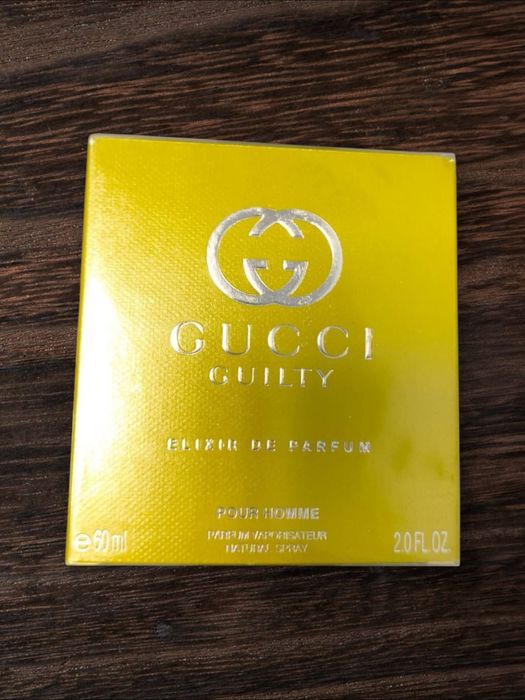 GUCCI
GUILTY
ELIXIR DE PARFUM
POUR HOMME
PARFUM VAPORISATEUR
NATURAL SPRAY
℮ 60 ml
2.0 FL.OZ.